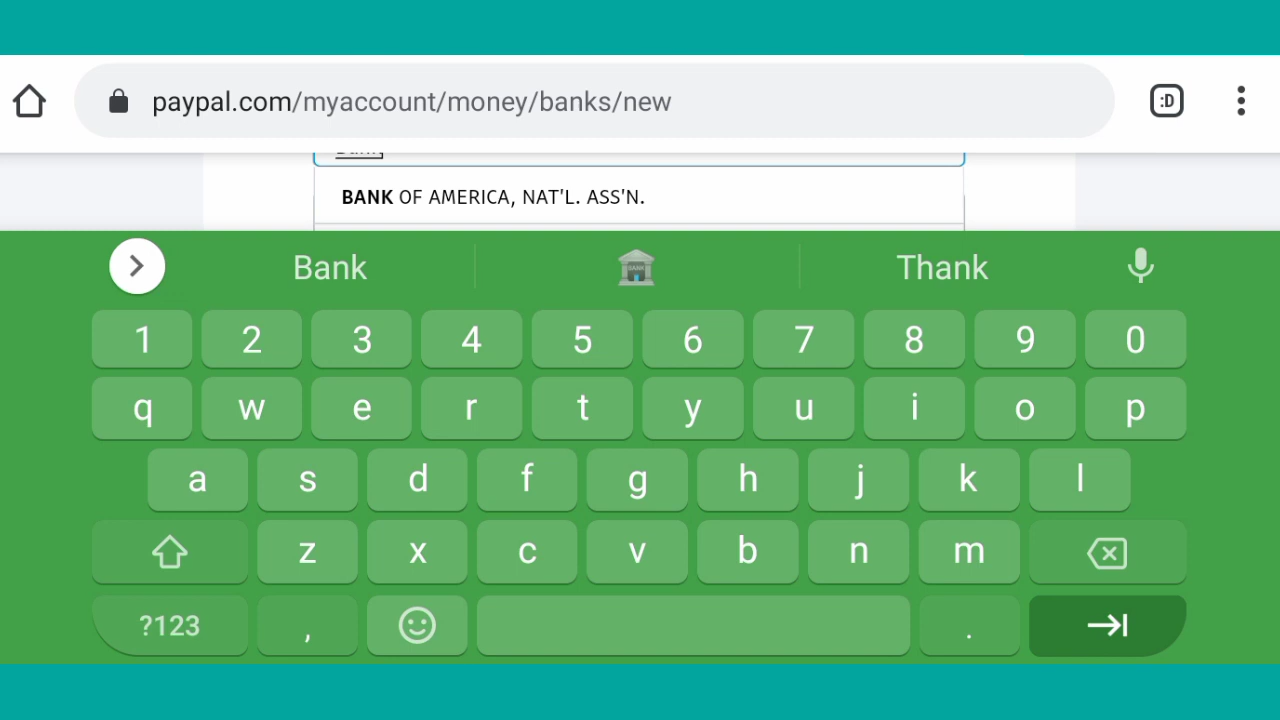 :D
paypal.com/myaccount/money/banks/new
BANK OF AMERICA, NAT'L. ASS'N.
Bank BANK Thank
1 2 3 4 5 6 7 8 9 0
q w e r t y u i o p
a s d f g h j k l
z x c v b n m
?123 , .